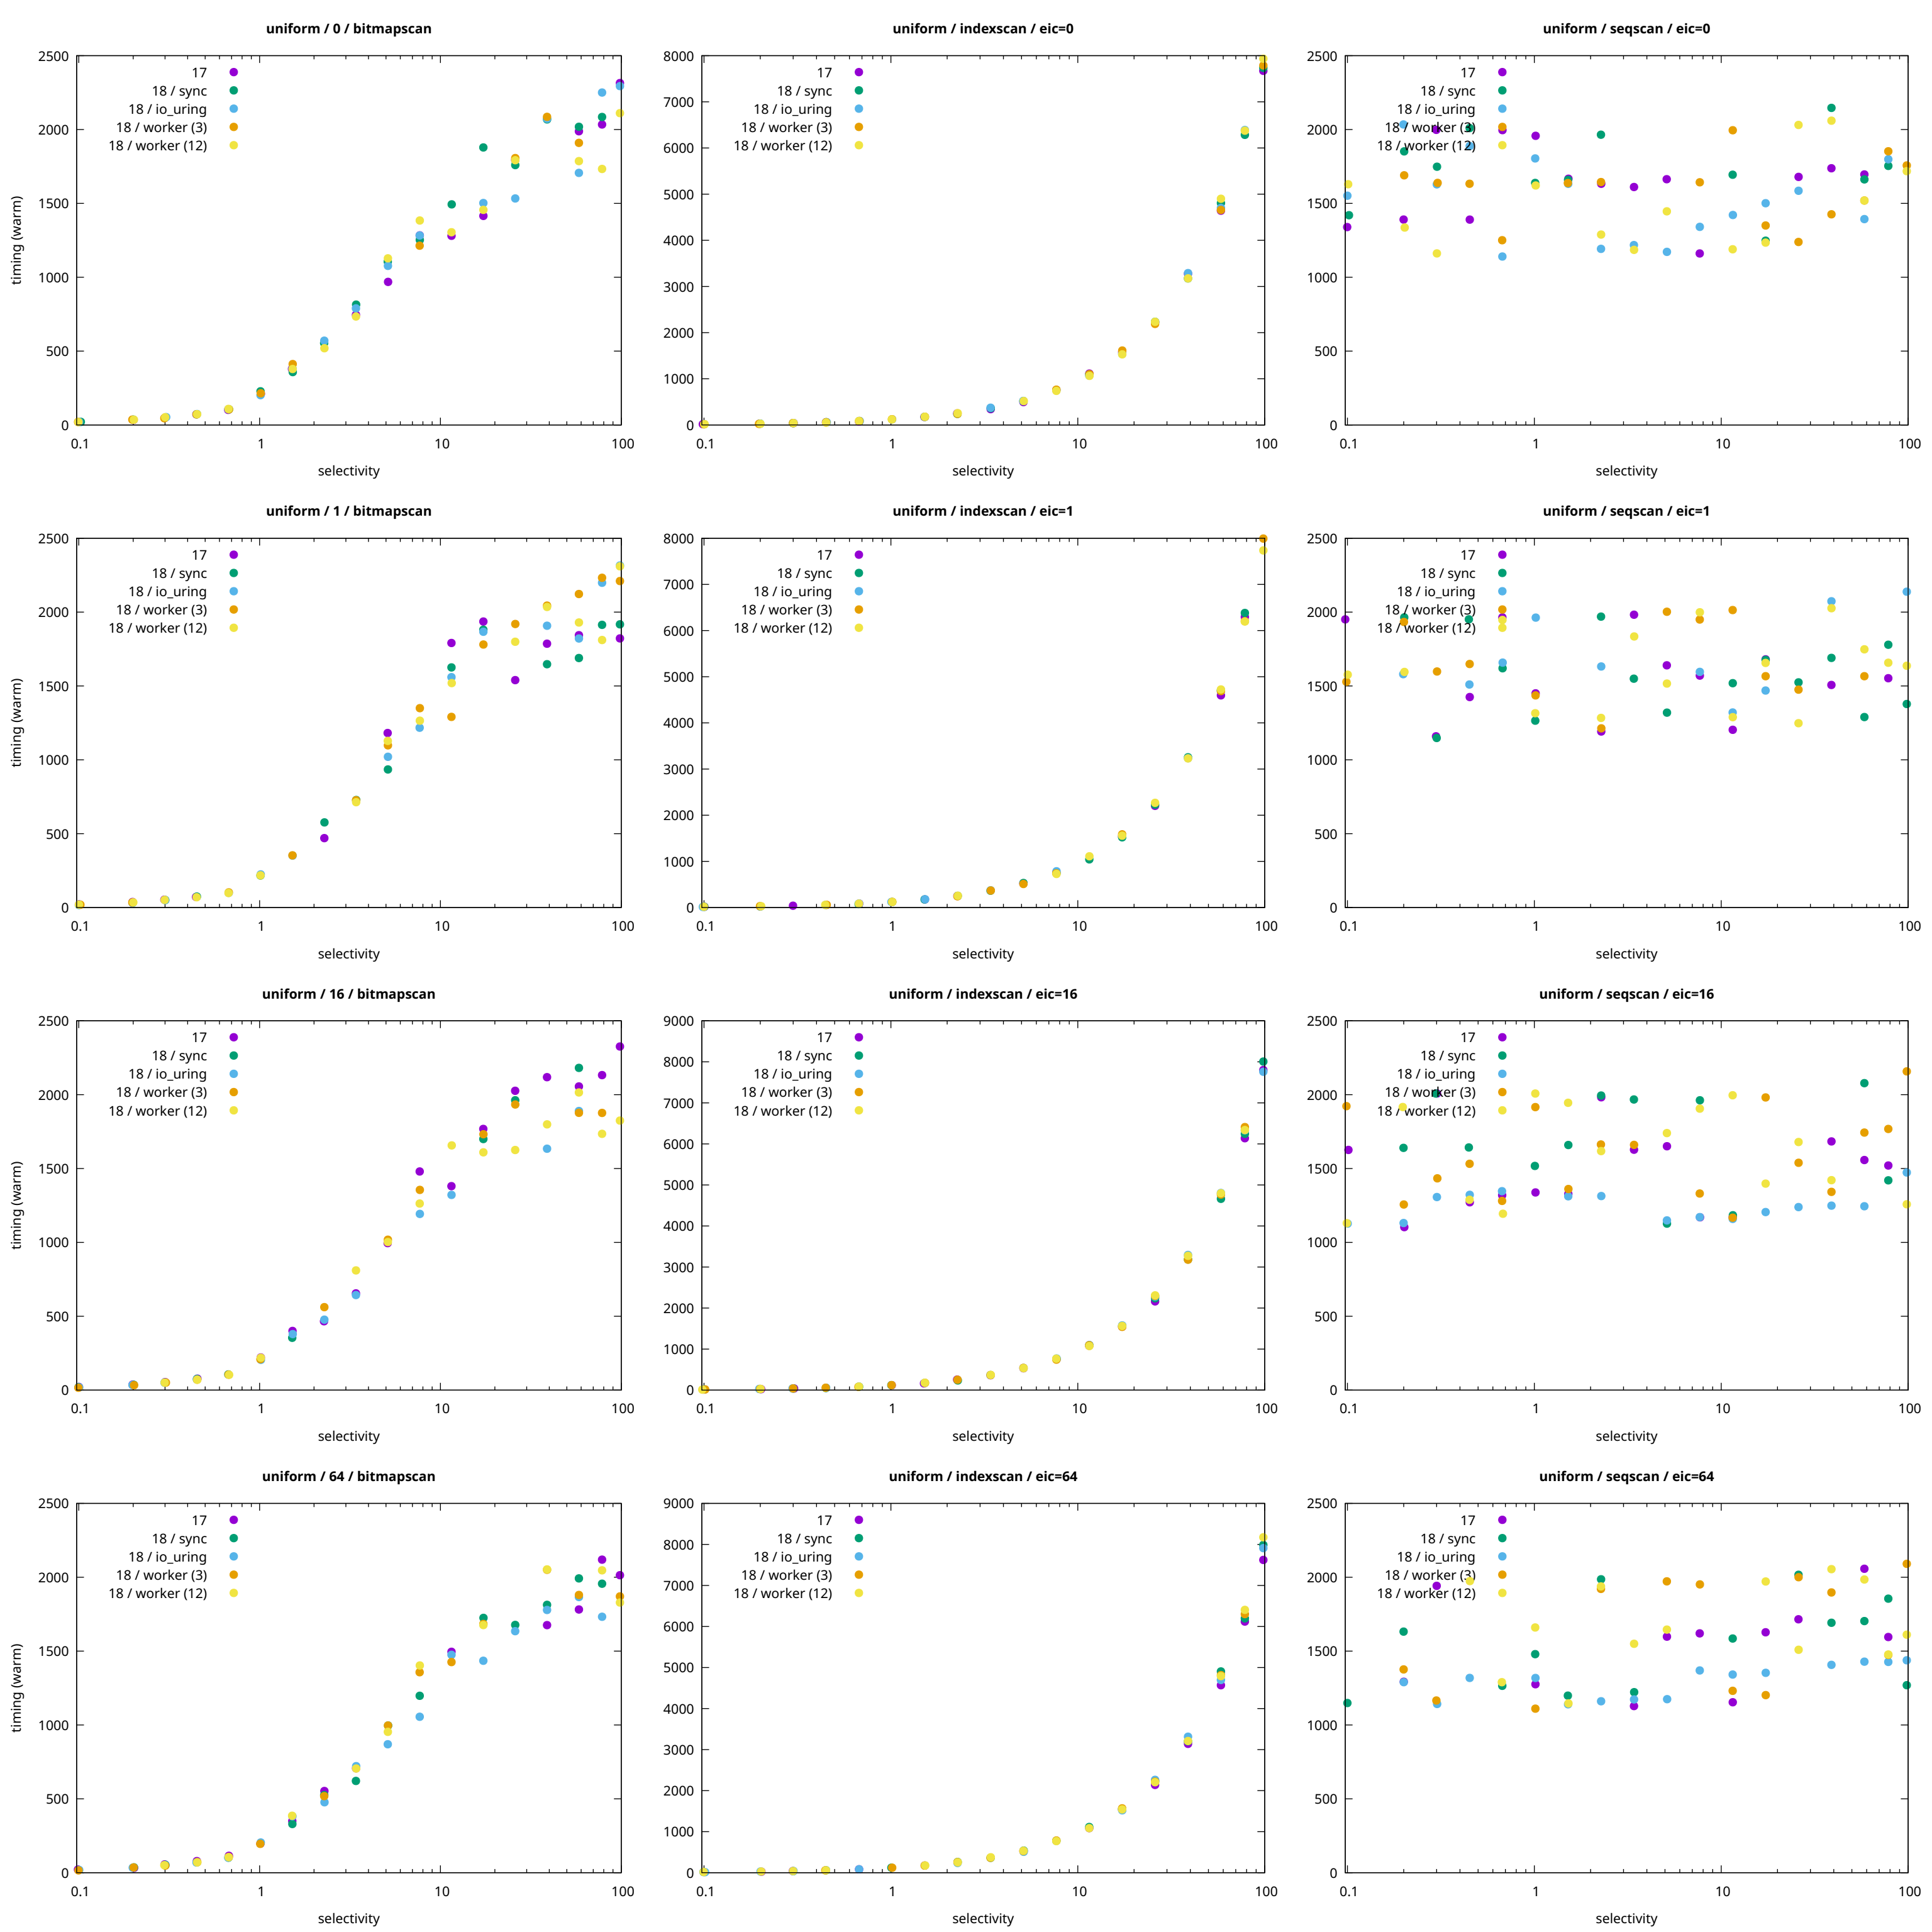 uniform / 0 / bitmapscan
2500
2000
1500
1000
500
0
timing (warm)
17
18 / sync
18 / io_uring
18 / worker (3)
18 / worker (12)
0.1 1 10 100
selectivity
uniform / indexscan / eic=0
8000
7000
6000
5000
4000
3000
2000
1000
0
17
18 / sync
18 / io_uring
18 / worker (3)
18 / worker (12)
0.1 1 10 100
selectivity
uniform / seqscan / eic=0
2500
2000
1500
1000
500
0
17
18 / sync
18 / io_uring
18 / worker (3)
18 / worker (12)
0.1 1 10 100
selectivity
uniform / 1 / bitmapscan
2500
2000
1500
1000
500
0
timing (warm)
17
18 / sync
18 / io_uring
18 / worker (3)
18 / worker (12)
0.1 1 10 100
selectivity
uniform / indexscan / eic=1
8000
7000
6000
5000
4000
3000
2000
1000
0
17
18 / sync
18 / io_uring
18 / worker (3)
18 / worker (12)
0.1 1 10 100
selectivity
uniform / seqscan / eic=1
2500
2000
1500
1000
500
0
17
18 / sync
18 / io_uring
18 / worker (3)
18 / worker (12)
0.1 1 10 100
selectivity
uniform / 16 / bitmapscan
2500
2000
1500
1000
500
0
timing (warm)
17
18 / sync
18 / io_uring
18 / worker (3)
18 / worker (12)
0.1 1 10 100
selectivity
uniform / indexscan / eic=16
9000
8000
7000
6000
5000
4000
3000
2000
1000
0
17
18 / sync
18 / io_uring
18 / worker (3)
18 / worker (12)
0.1 1 10 100
selectivity
uniform / seqscan / eic=16
2500
2000
1500
1000
500
0
17
18 / sync
18 / io_uring
18 / worker (3)
18 / worker (12)
0.1 1 10 100
selectivity
uniform / 64 / bitmapscan
2500
2000
1500
1000
500
0
timing (warm)
17
18 / sync
18 / io_uring
18 / worker (3)
18 / worker (12)
0.1 1 10 100
selectivity
uniform / indexscan / eic=64
9000
8000
7000
6000
5000
4000
3000
2000
1000
0
17
18 / sync
18 / io_uring
18 / worker (3)
18 / worker (12)
0.1 1 10 100
selectivity
uniform / seqscan / eic=64
2500
2000
1500
1000
500
0
17
18 / sync
18 / io_uring
18 / worker (3)
18 / worker (12)
0.1 1 10 100
selectivity